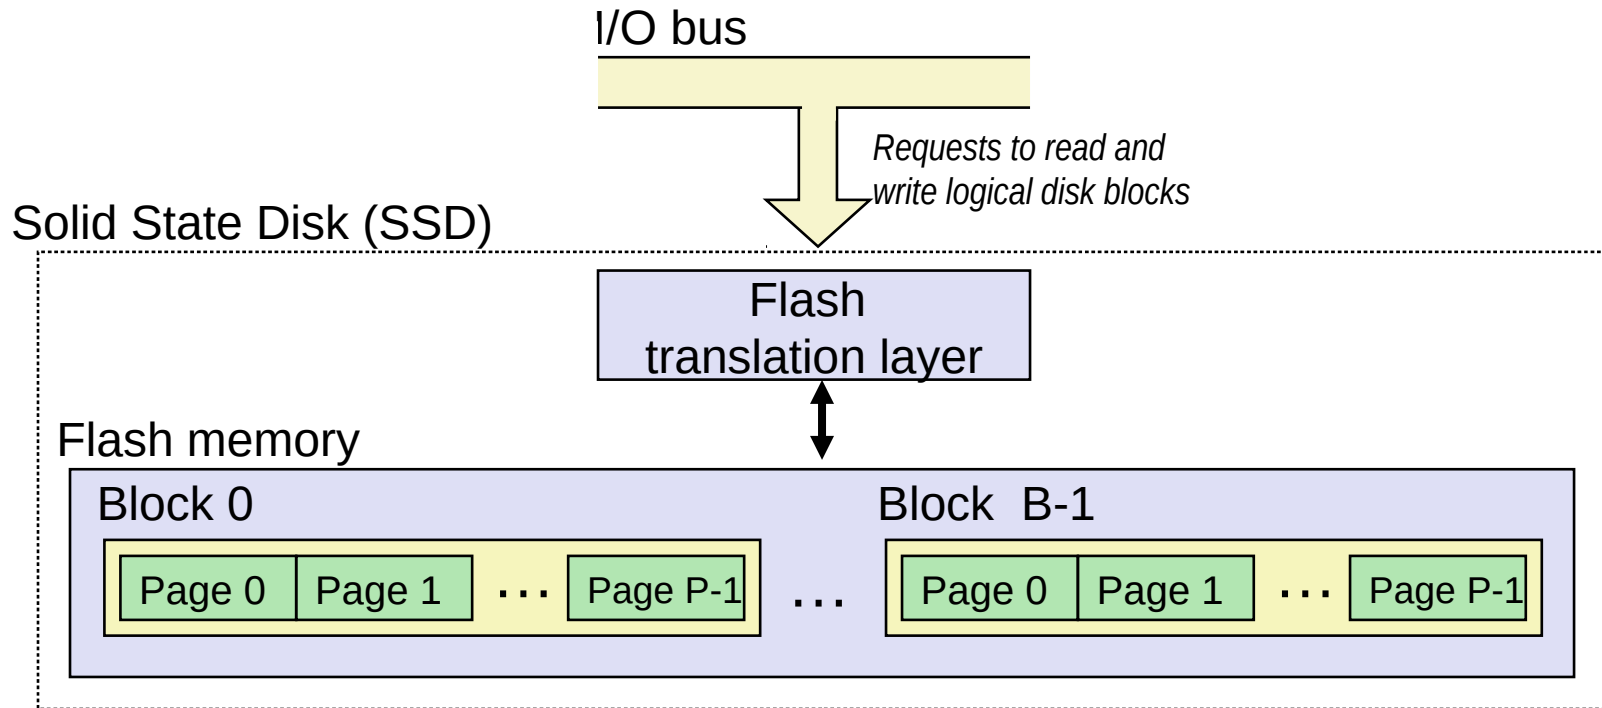 I/O bus
Requests to read and
write logical disk blocks
Solid State Disk (SSD)
Flash
translation layer
Flash memory
Block 0
Block B-1
Page 0 Page 1 ... Page P-1 ... Page 0 Page 1 ... Page P-1